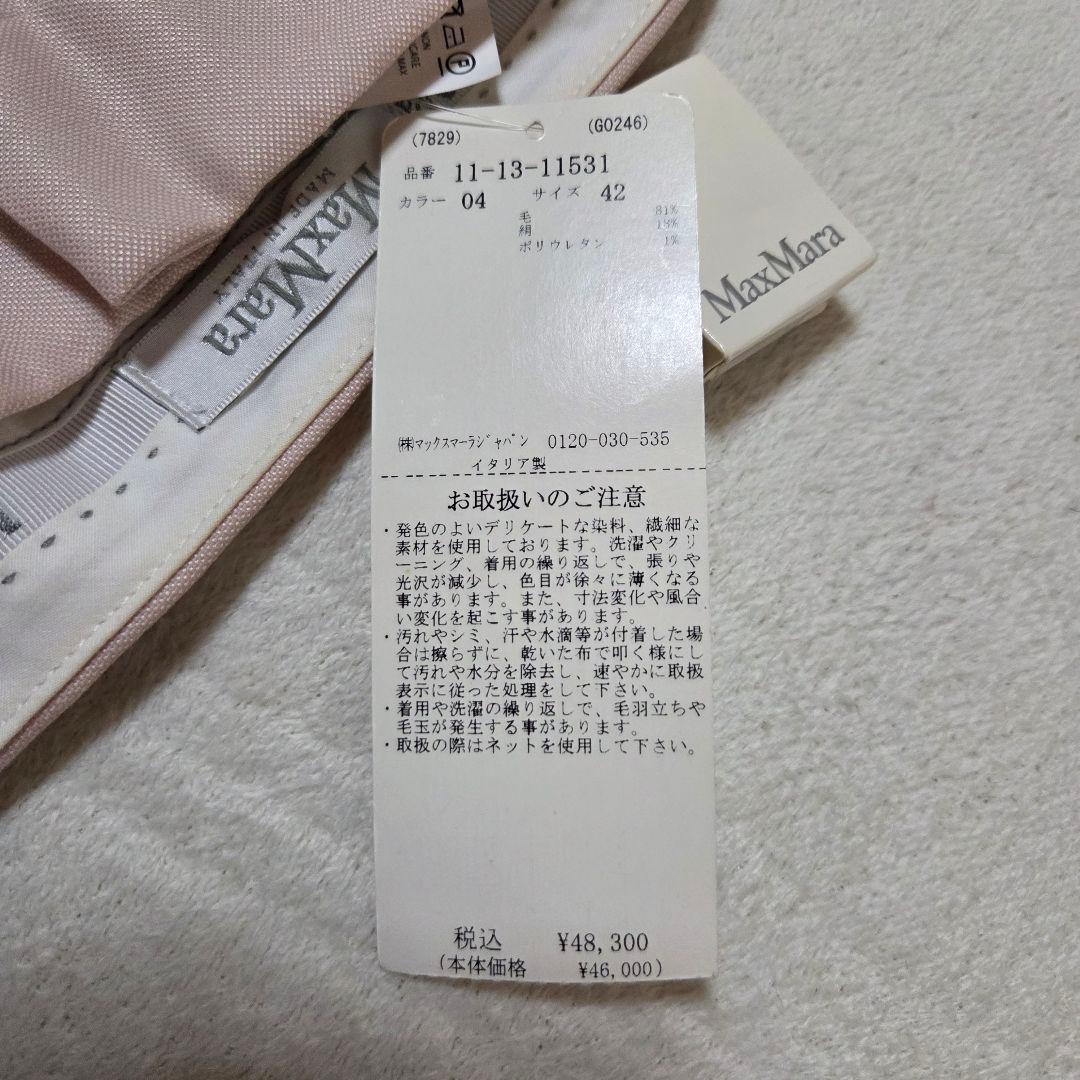 NON
CARE
MAX
P
MaxMara
MADE IN ITALY
MaxMara
(7829) (G0246)
品番 11-13-11531
カラー 04 サイズ 42
毛 81%
絹 18%
ポリウレタン 1%
㈱マックスマーラジャパン 0120-030-535
イタリア製
お取扱いのご注意
・発色のよいデリケートな染料、繊細な
素材を使用しております。洗濯やクリ
ーニング、着用の繰り返しで、張りや
光沢が減少し、色目が徐々に薄くなる
事があります。また、寸法変化や風合
い変化を起こす事があります。
・汚れやシミ、汗や水滴等が付着した場
合は擦らずに、乾いた布で叩く様にし
て汚れや水分を除去し、速やかに取扱
表示に従った処理をして下さい。
・着用や洗濯の繰り返しで、毛羽立ちや
毛玉が発生する事があります。
・取扱の際はネットを使用して下さい。
税込 ¥48,300
(本体価格 ¥46,000)